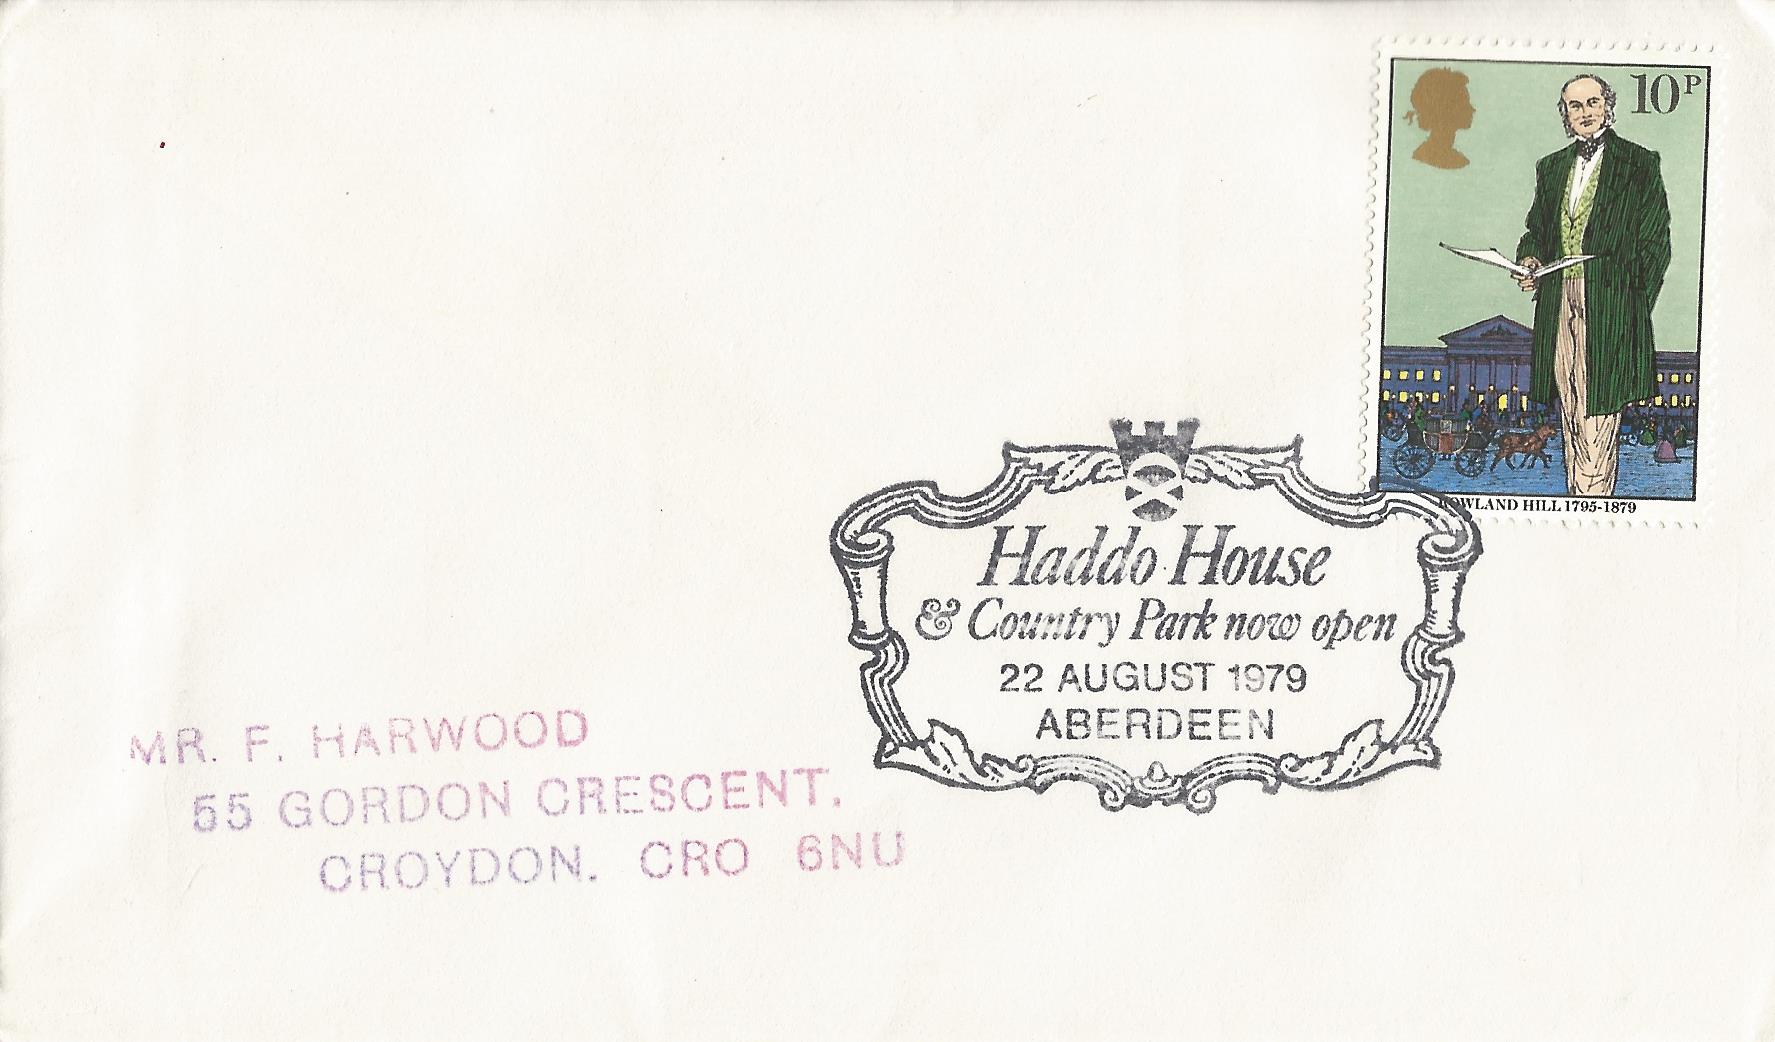 10P
ROWLAND HILL 1795-1879
Haddo House
& Country Park now open
22 AUGUST 1979
ABERDEEN
MR. F. HARWOOD
55 GORDON CRESCENT.
CROYDON. CRO 6NU